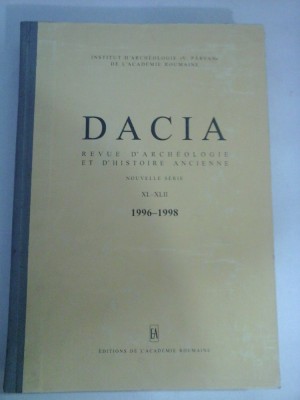 INSTITUT D'ARCHÉOLOGIE «V. PÂRVAN»
DE L'ACADÉMIE ROUMAINE
DACIA
REVUE D'ARCHÉOLOGIE
ET D'HISTOIRE ANCIENNE
NOUVELLE SÉRIE
XL-XLII
1996-1998
EA
ÉDITIONS DE L'ACADÉMIE ROUMAINE